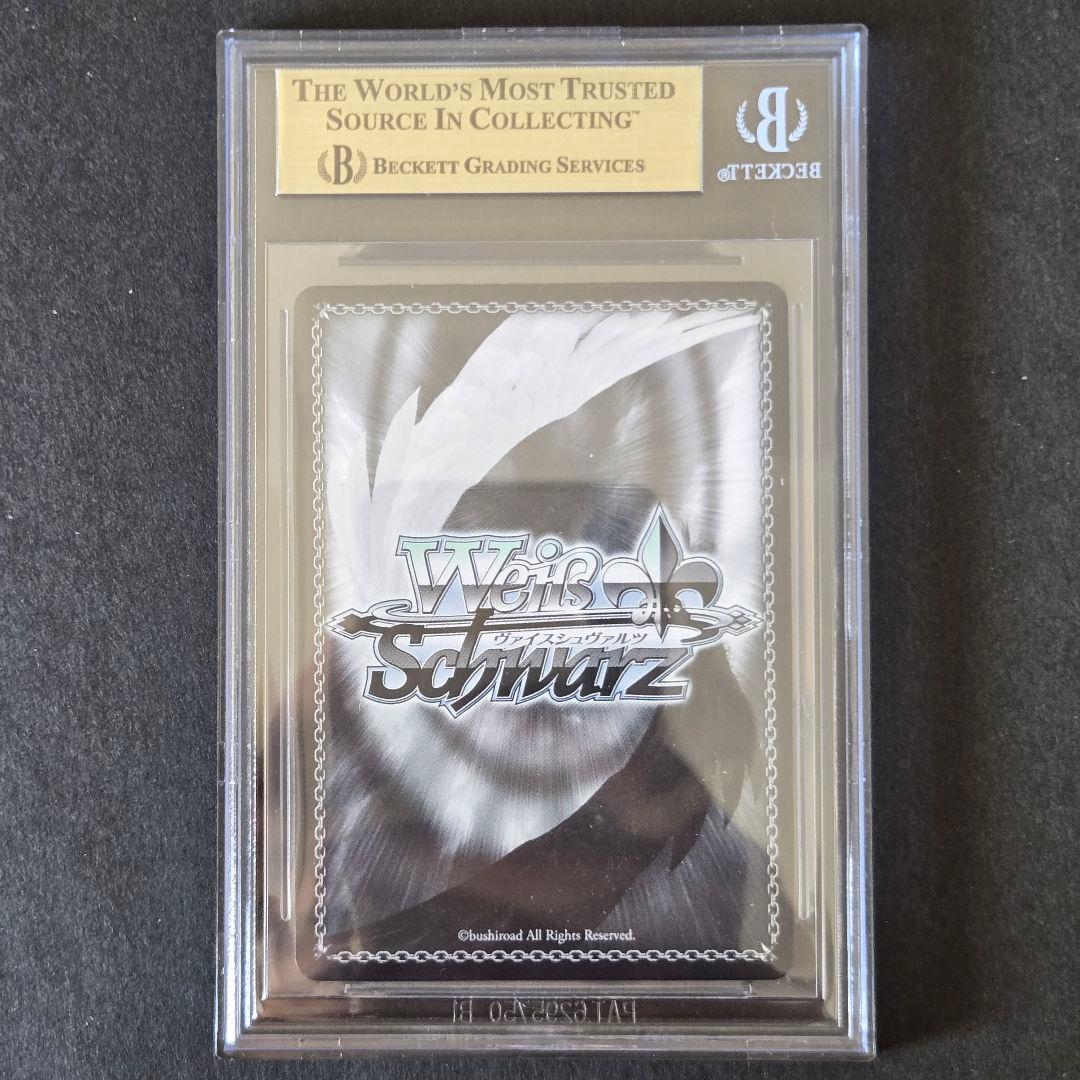 THE WORLD'S MOST TRUSTED
SOURCE IN COLLECTING™
B BECKETT GRADING SERVICES
B
BECKETT®
Weiß
ヴァイスシュヴァルツ
Schwarz
©bushiroad All Rights Reserved.
PAT6295750 B